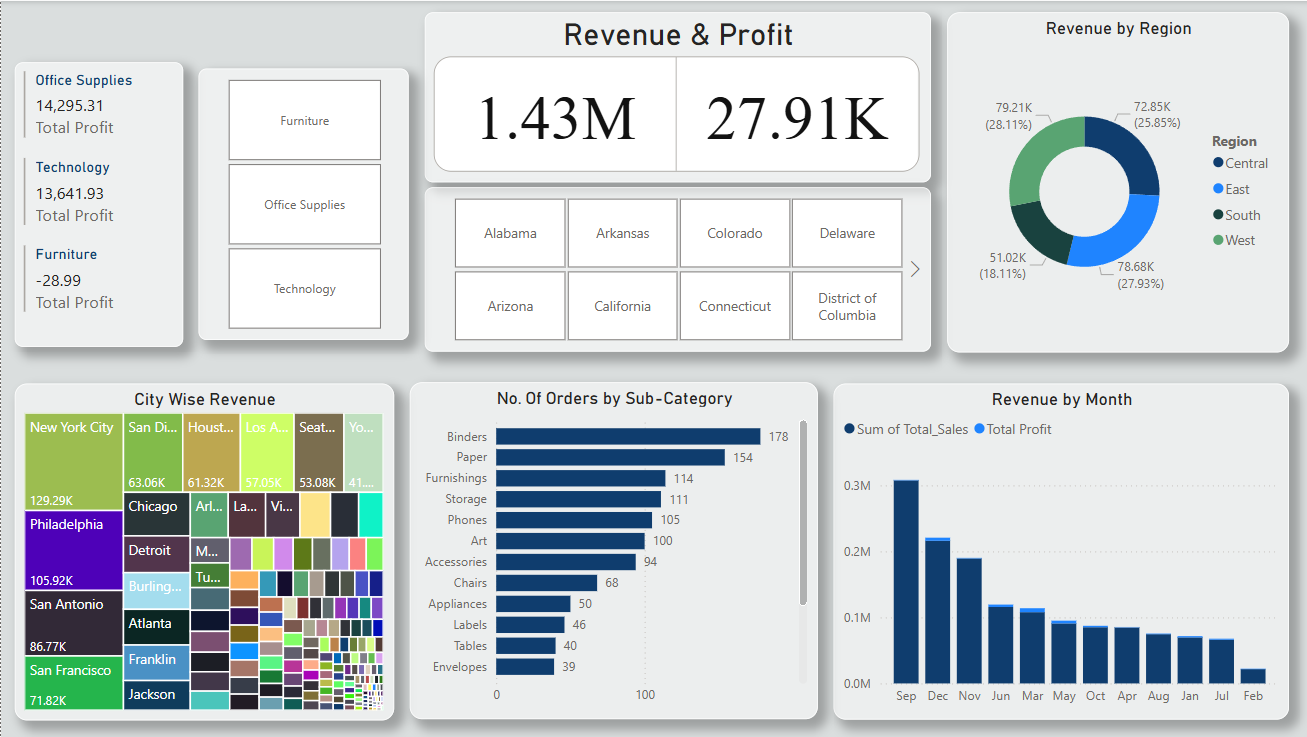 Office Supplies
14,295.31
Total Profit
Technology
13,641.93
Total Profit
Furniture
-28.99
Total Profit
Furniture
Office Supplies
Technology
Revenue & Profit
1.43M
27.91K
Alabama
Arkansas
Colorado
Delaware
Arizona
California
Connecticut
District of
Columbia
Revenue by Region
79.21K
(28.11%)
72.85K
(25.85%)
51.02K
(18.11%)
78.68K
(27.93%)
Region
Central
East
South
West
City Wise Revenue
New York City
129.29K
Philadelphia
105.92K
San Antonio
86.77K
San Francisco
71.82K
San Di...
63.06K
Houst...
61.32K
Los A...
57.05K
Seat...
53.08K
Yo...
41....
Chicago
Arl...
La...
Vi...
Detroit
M...
Burling...
Tu...
Atlanta
Franklin
Jackson
No. Of Orders by Sub-Category
Binders 178
Paper 154
Furnishings 114
Storage 111
Phones 105
Art 100
Accessories 94
Chairs 68
Appliances 50
Labels 46
Tables 40
Envelopes 39
0 100
Revenue by Month
Sum of Total_Sales Total Profit
0.3M
0.2M
0.1M
0.0M
Sep Dec Nov Jun Mar May Oct Apr Aug Jan Jul Feb